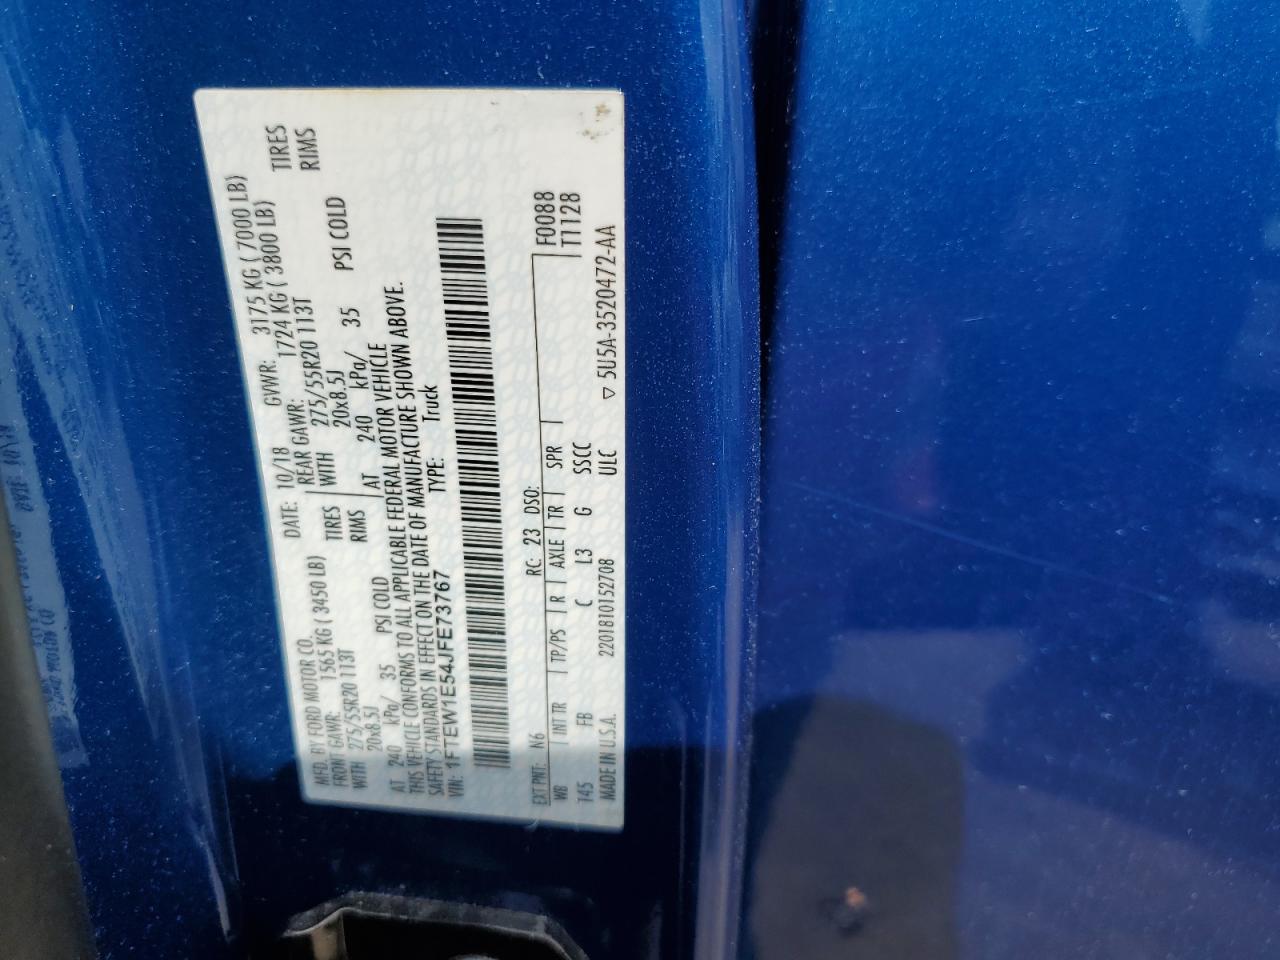 MFD. BY FORD MOTOR CO. DATE: 10/18 GVWR: 3175 KG ( 7000 LB)
FRONT GAWR: 1565 KG ( 3450 LB) REAR GAWR: 1724 KG ( 3800 LB)
WITH 275/55R20 113T TIRES WITH 275/55R20 113T TIRES
20x8.5J RIMS 20x8.5J RIMS
AT 240 kPa/ 35 PSI COLD AT 240 kPa/ 35 PSI COLD
THIS VEHICLE CONFORMS TO ALL APPLICABLE FEDERAL MOTOR VEHICLE
SAFETY STANDARDS IN EFFECT ON THE DATE OF MANUFACTURE SHOWN ABOVE.
VIN: 1FTEW1E54JFE73767 TYPE: Truck
EXT PNT: N6 RC: 23 DSO: F0088
WB INT TR TP/PS R AXLE TR SPR T1128
145 FB C L3 G SSCC
MADE IN U.S.A. 2201810152708 ULC ▽ 5U5A-3520472-AA